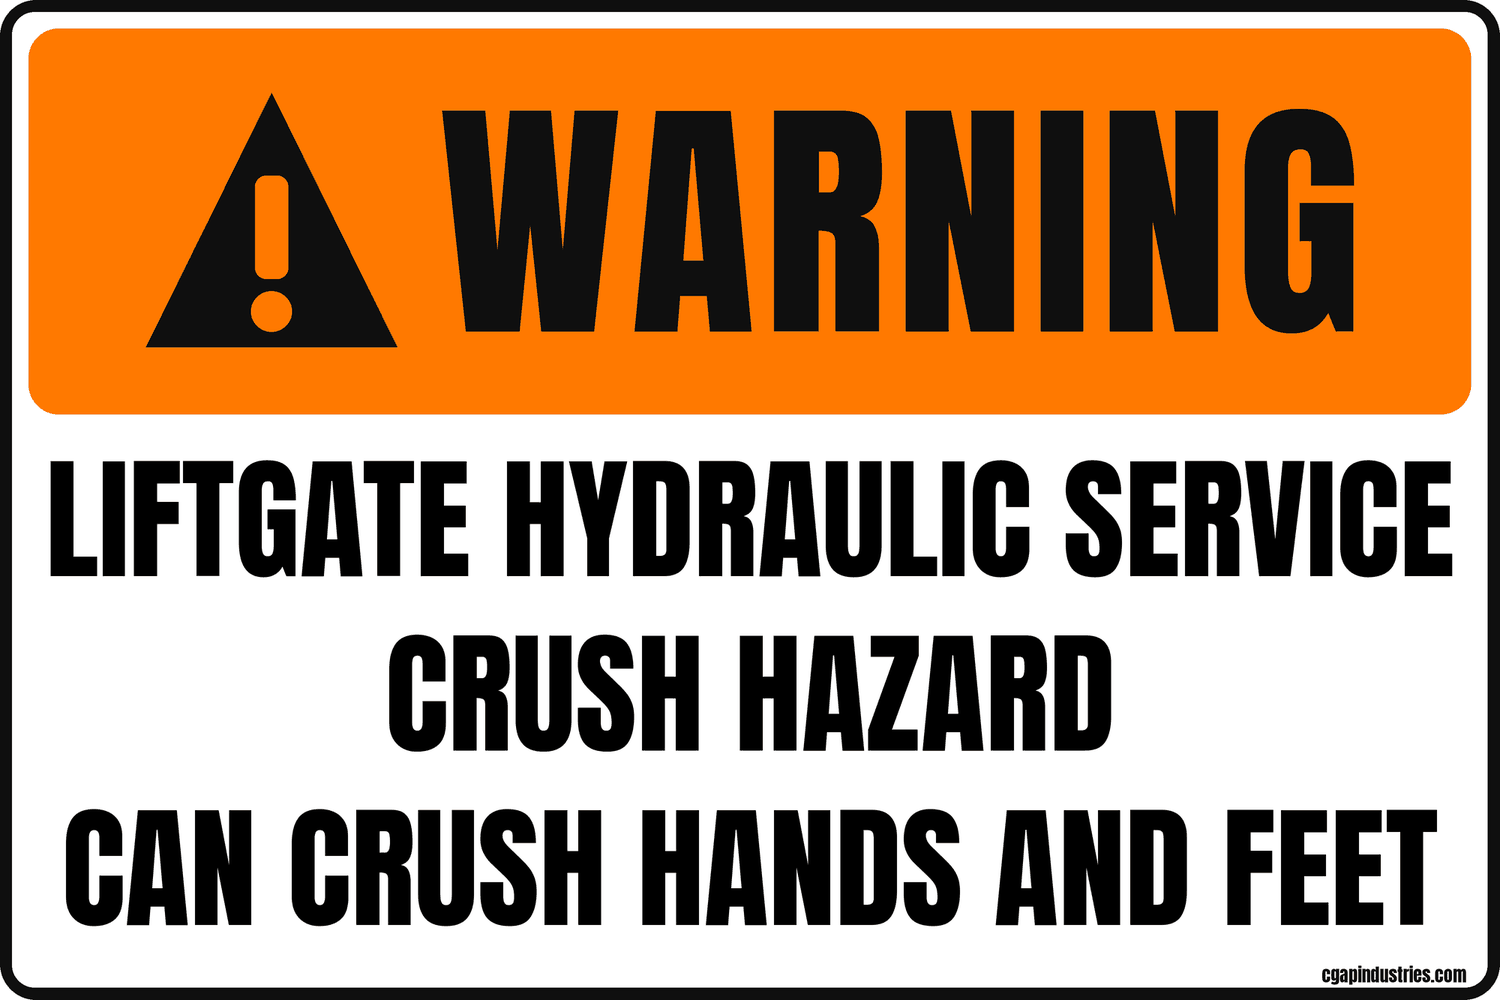 WARNING
LIFTGATE HYDRAULIC SERVICE
CRUSH HAZARD
CAN CRUSH HANDS AND FEET
cgapindustries.com